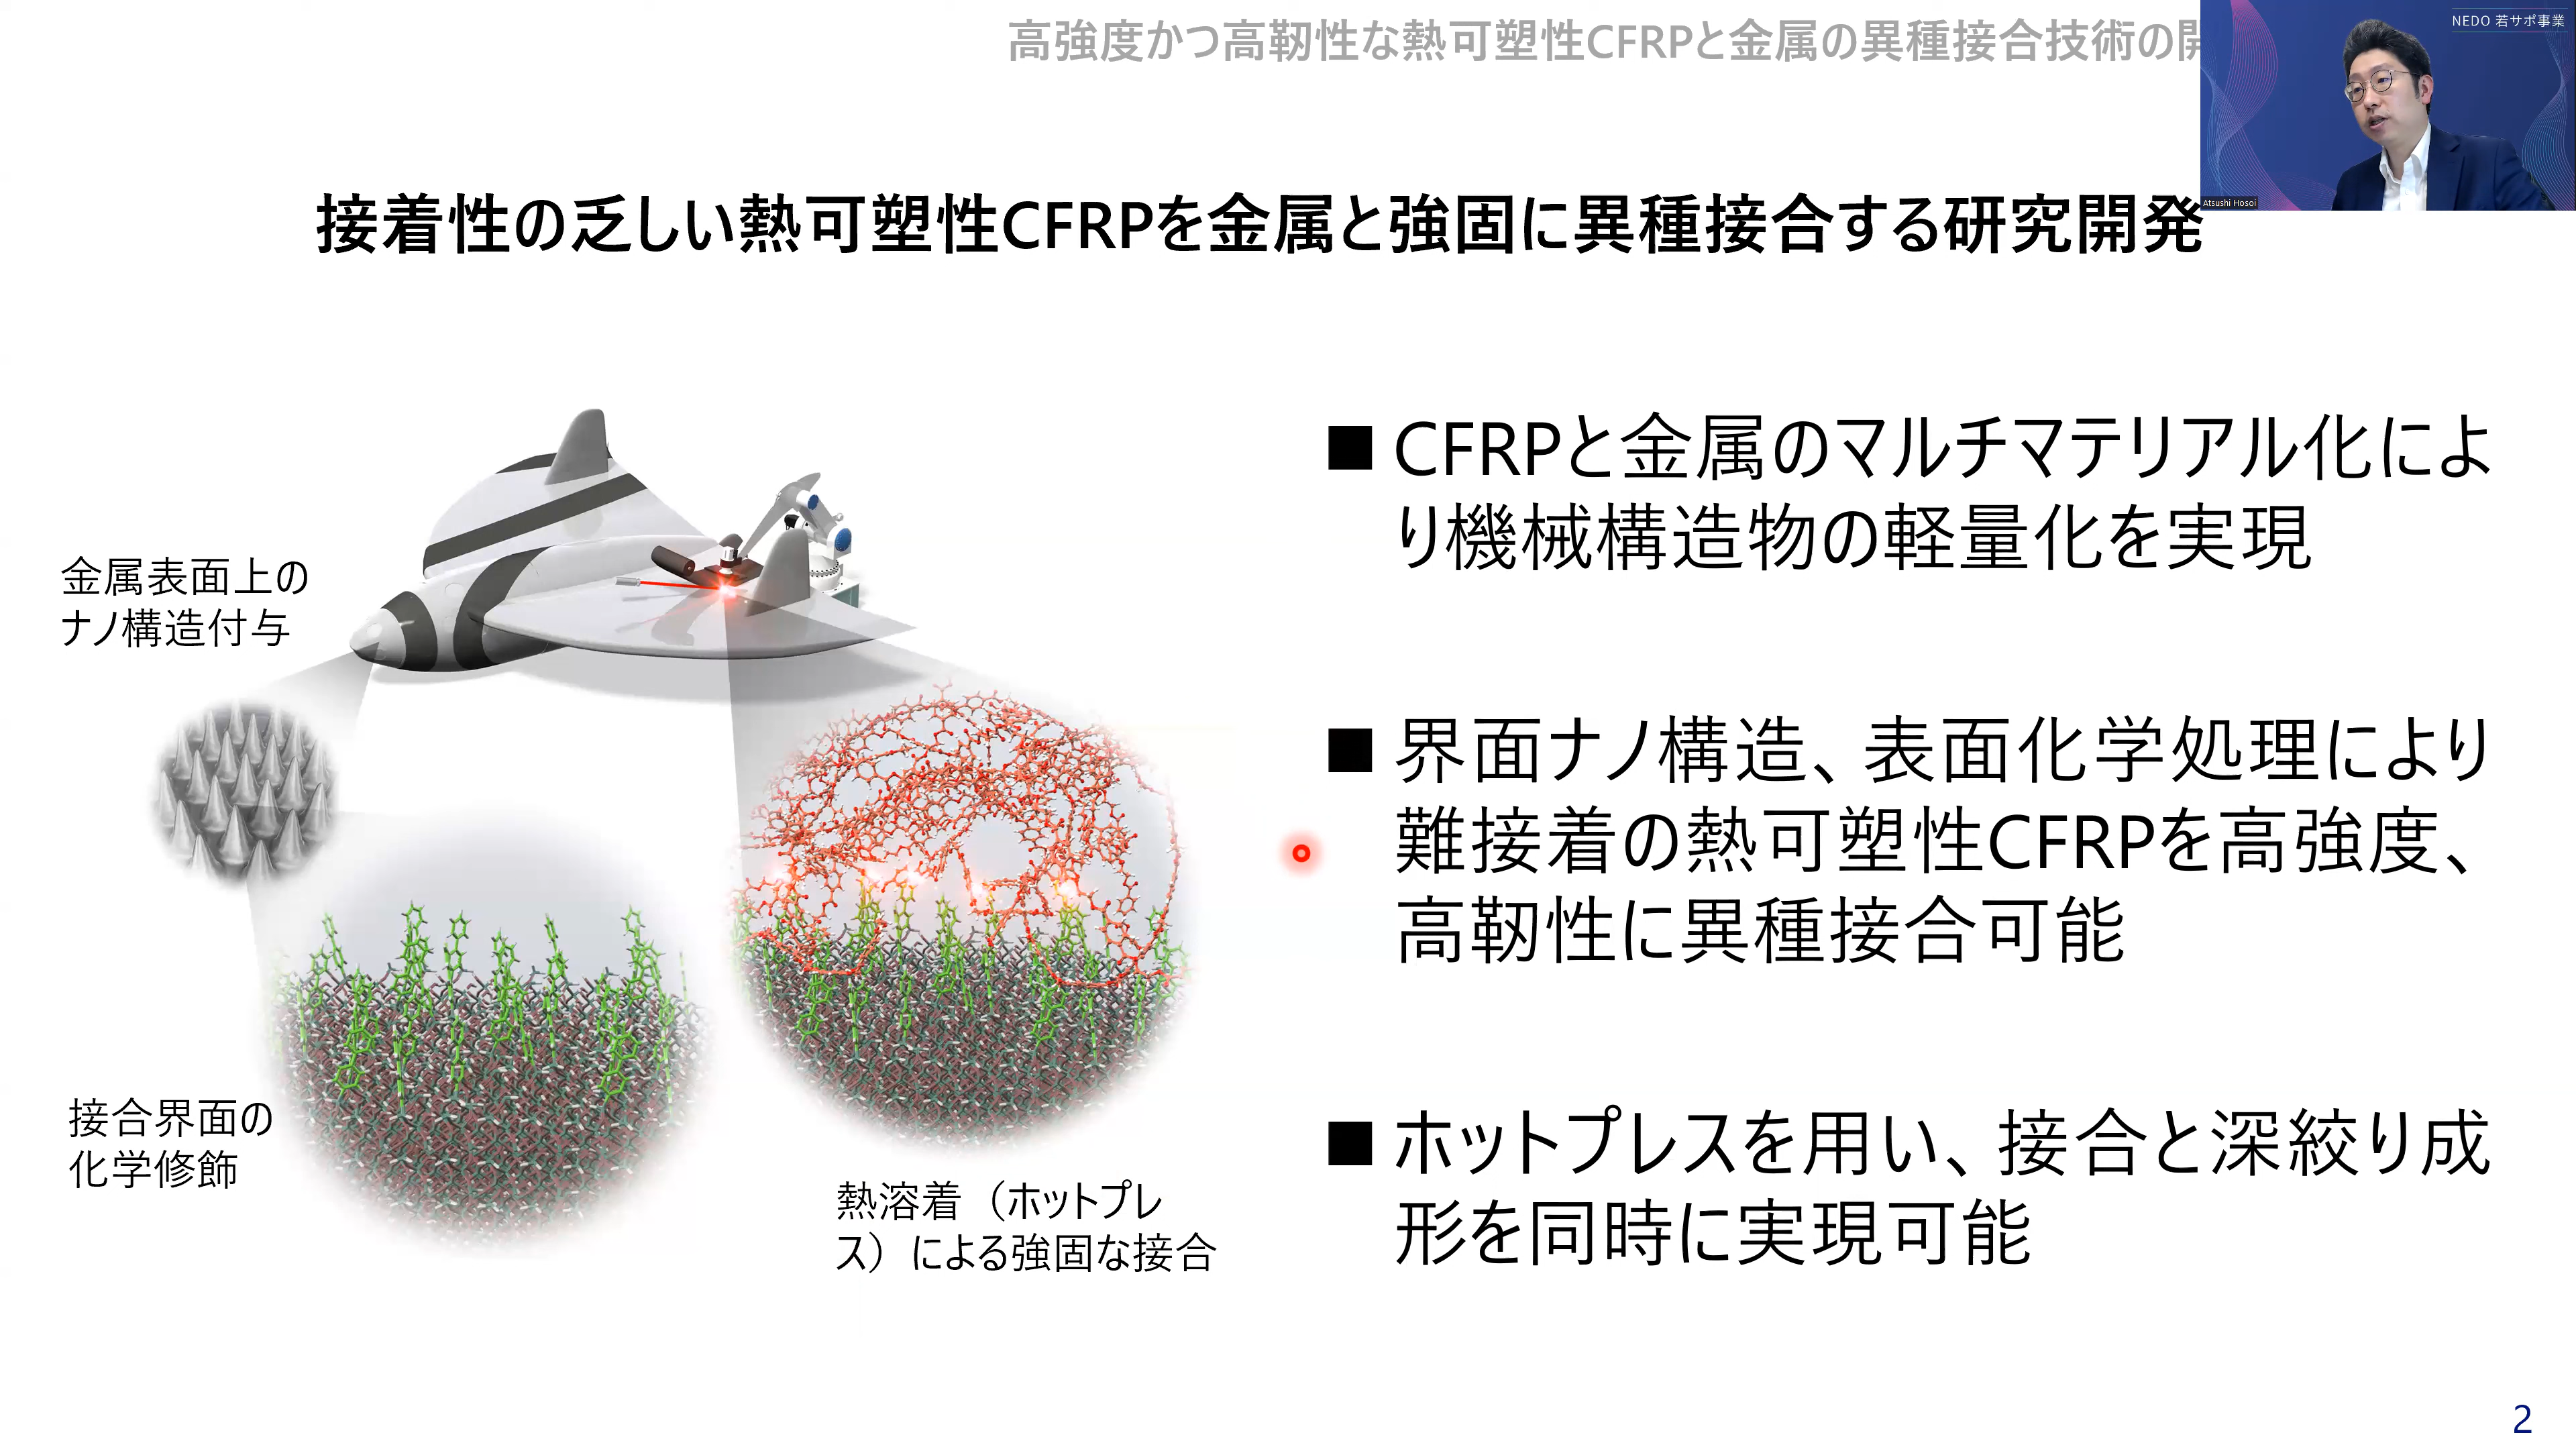 高強度かつ高靭性な熱可塑性CFRPと金属の異種接合技術の開
NEDO 若サポ事業
Atsushi Hosoi
接着性の乏しい熱可塑性CFRPを金属と強固に異種接合する研究開発
金属表面上の
ナノ構造付与
接合界面の
化学修飾
熱溶着（ホットプレ
ス）による強固な接合
■ CFRPと金属のマルチマテリアル化によ
り機械構造物の軽量化を実現
■ 界面ナノ構造、表面化学処理により
難接着の熱可塑性CFRPを高強度、
高靭性に異種接合可能
■ ホットプレスを用い、接合と深絞り成
形を同時に実現可能
2